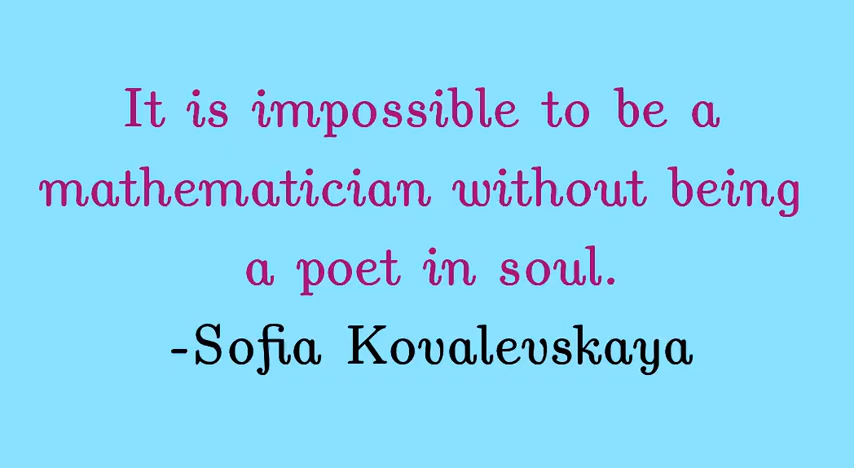 It is impossible to be a
mathematician without being
a poet in soul.
-Sofia Kovalevskaya